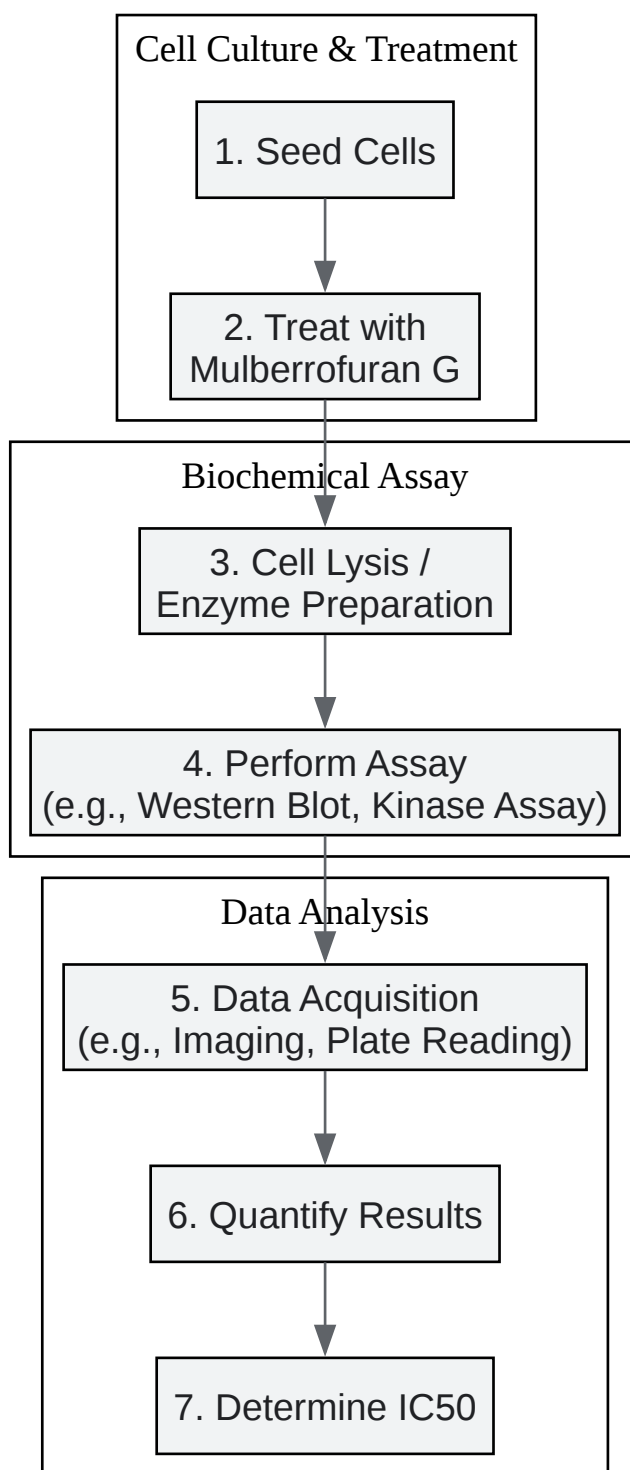 Cell Culture & Treatment
1. Seed Cells
2. Treat with
Mulberrofuran G
Biochemical Assay
3. Cell Lysis /
Enzyme Preparation
4. Perform Assay
(e.g., Western Blot, Kinase Assay)
Data Analysis
5. Data Acquisition
(e.g., Imaging, Plate Reading)
6. Quantify Results
7. Determine IC50